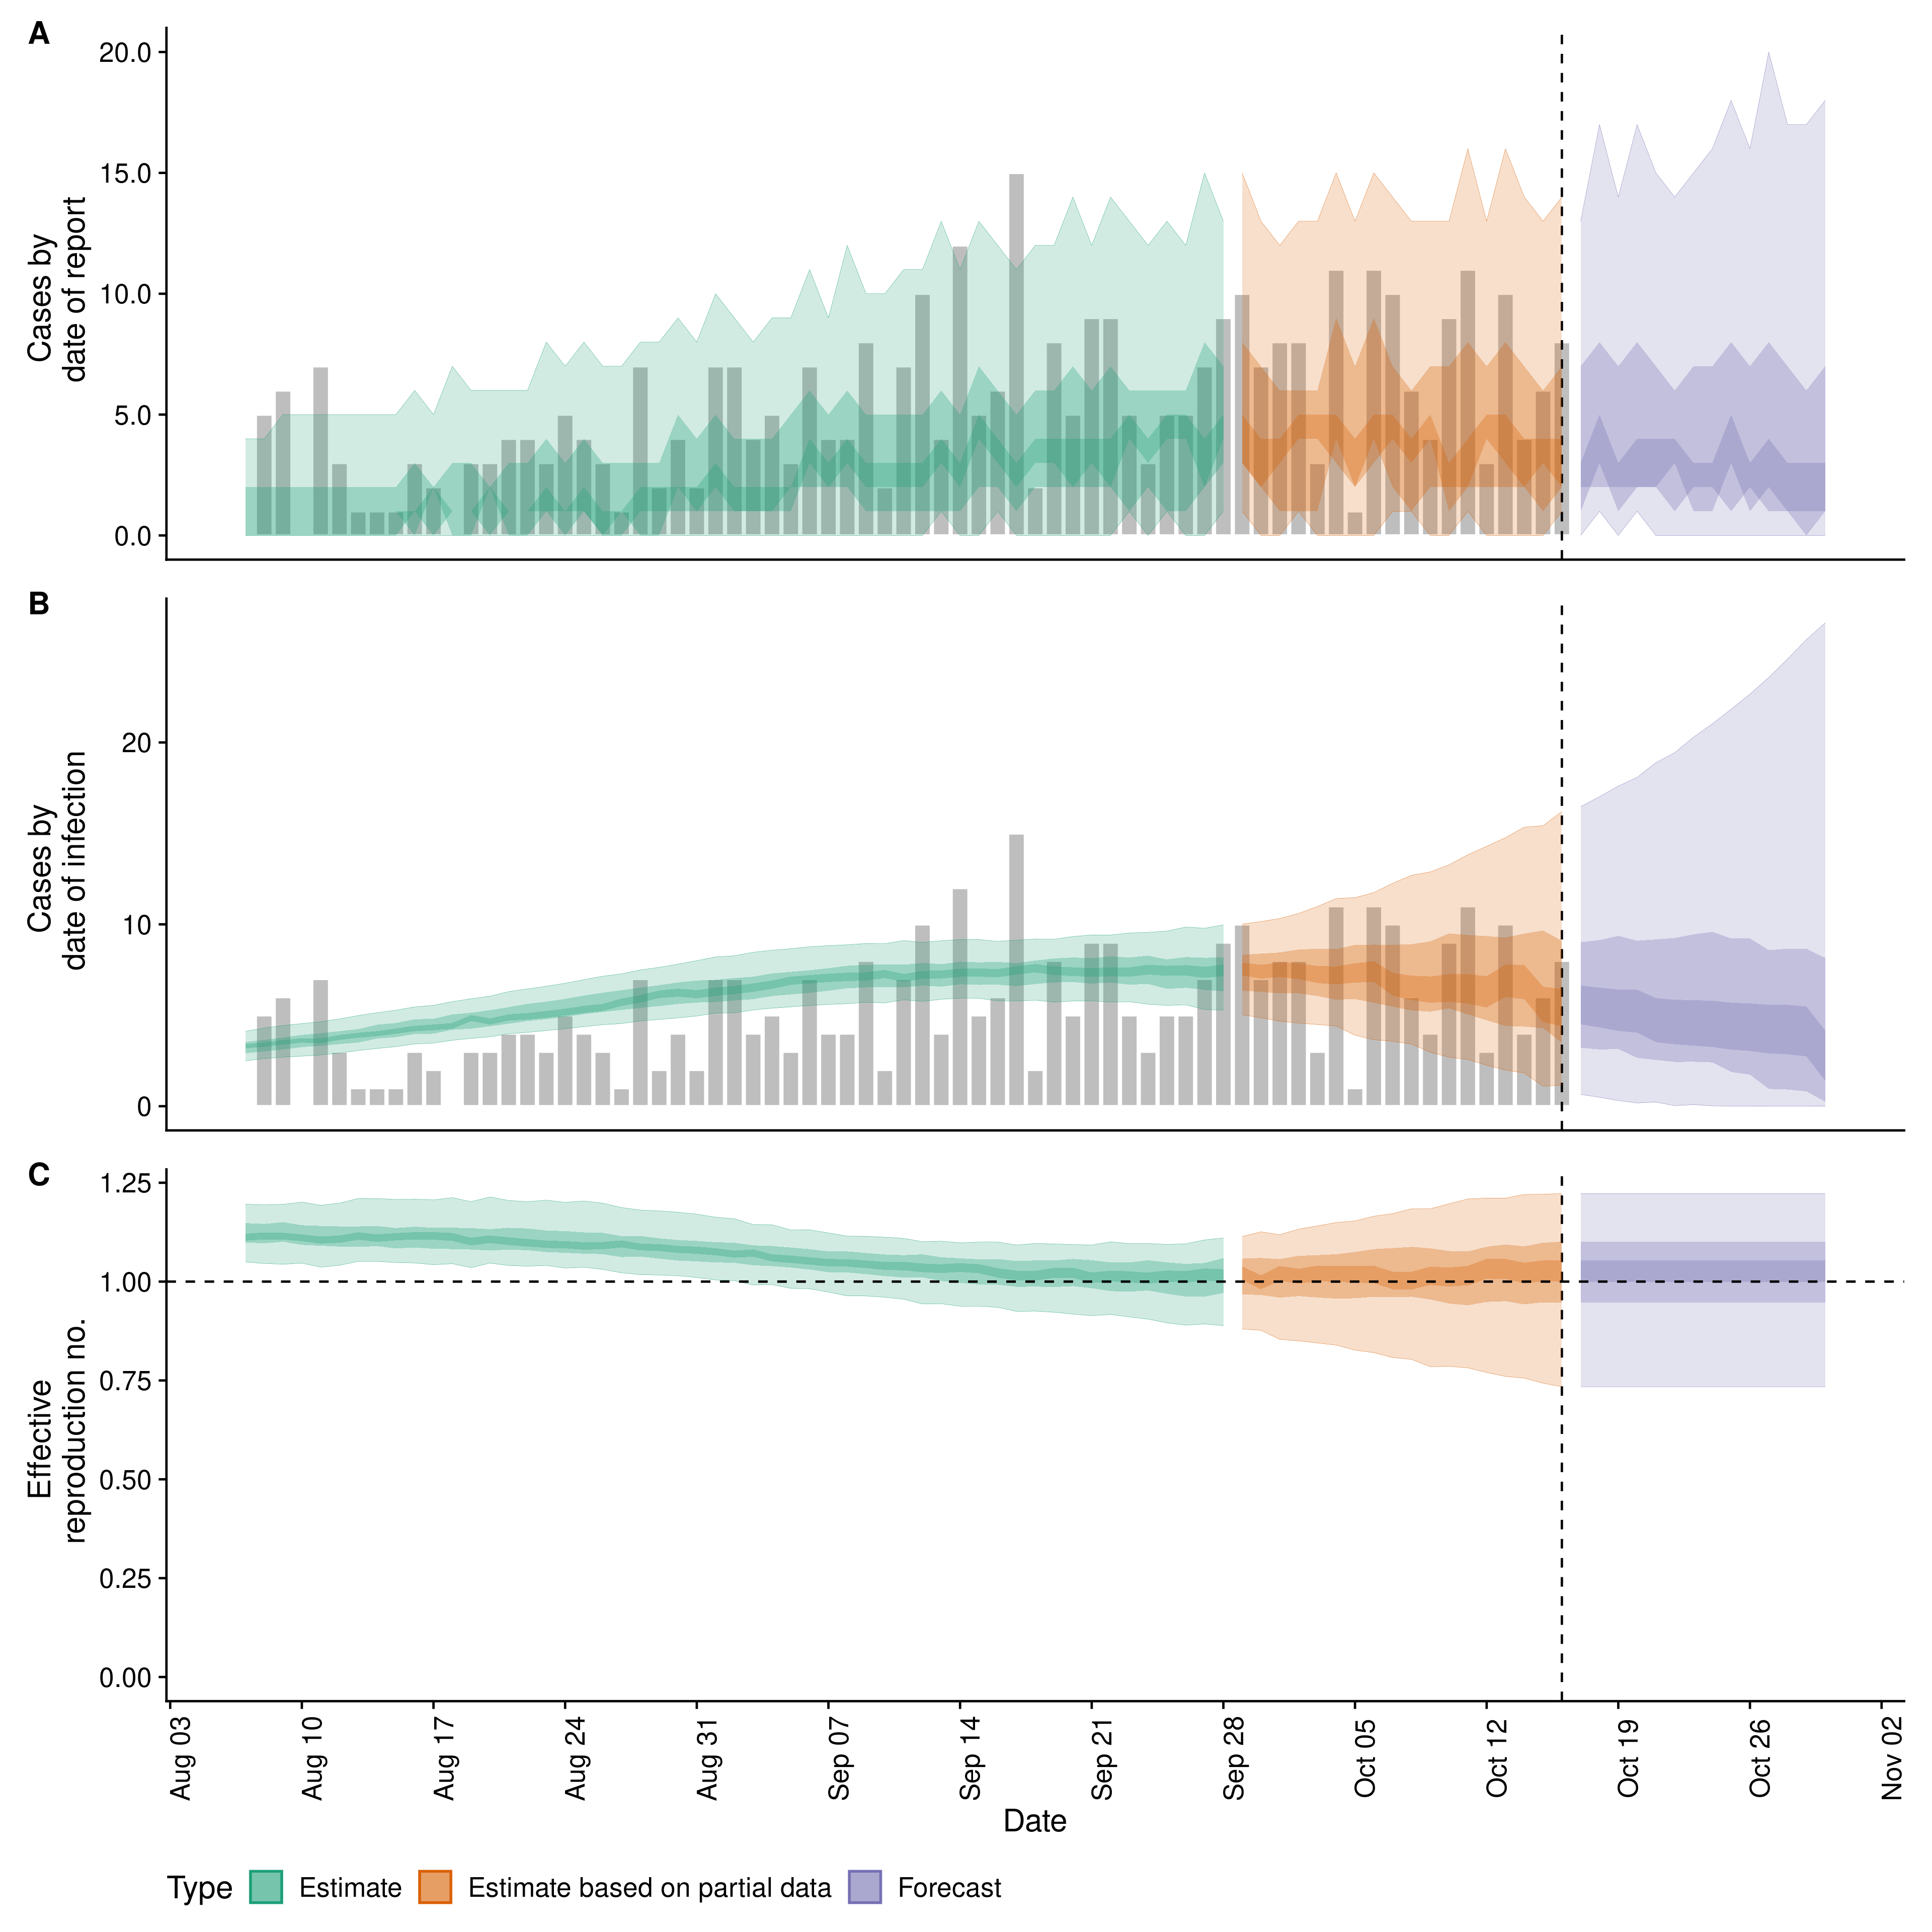 A
20.0
15.0
10.0
5.0
0.0
Cases by
date of report
B
20
10
0
Cases by
date of infection
C
1.25
1.00
0.75
0.50
0.25
0.00
Effective
reproduction no.
Aug 03
Aug 10
Aug 17
Aug 24
Aug 31
Sep 07
Sep 14
Sep 21
Sep 28
Oct 05
Oct 12
Oct 19
Oct 26
Nov 02
Date
Type
Estimate
Estimate based on partial data
Forecast